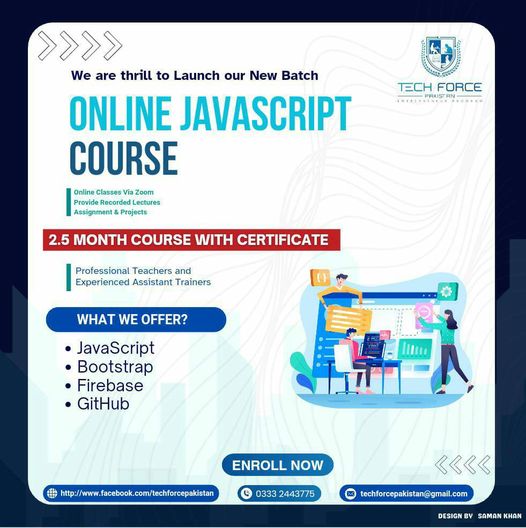 We are thrill to Launch our New Batch
TECH FORCE
PAKISTAN
ONLINE JAVASCRIPT
COURSE
Online Classes Via Zoom
Provide Recorded Lectures
Assignment & Projects
2.5 MONTH COURSE WITH CERTIFICATE
Professional Teachers and
Experienced Assistant Trainers
WHAT WE OFFER?
• JavaScript
• Bootstrap
• Firebase
• GitHub
ENROLL NOW
http://www.facebook.com/techforcepakistan
0333 2443775
techforcepakistan@gmail.com
DESIGN BY SAMAN KHAN